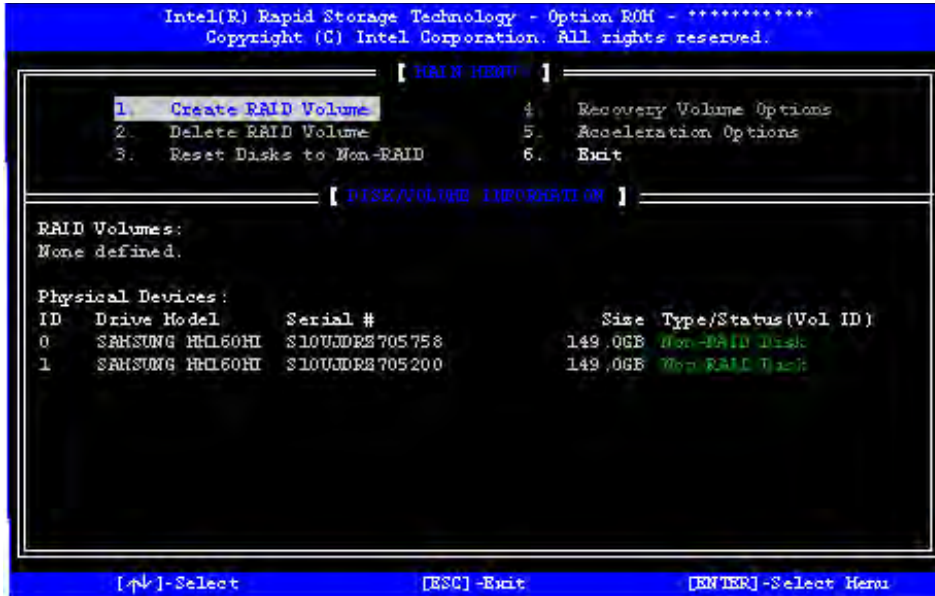 Intel(R) Rapid Storage Technology - Option ROM - ************
Copyright (C) Intel Corporation. All rights reserved.
[ MAIN MENU ]
1. Create RAID Volume
2. Delete RAID Volume
3. Reset Disks to Non-RAID
4. Recovery Volume Options
5. Acceleration Options
6. Exit
[ DISK/VOLUME INFORMATION ]
RAID Volumes:
None defined.
Physical Devices:
ID Drive Model Serial # Size Type/Status(Vol ID)
0 SAMSUNG HM160HI 149.0GB Non-RAID Disk
1 SAMSUNG HM160HI 149.0GB Non-RAID Disk
[↑↓]-Select [ESC]-Exit [ENTER]-Select Menu